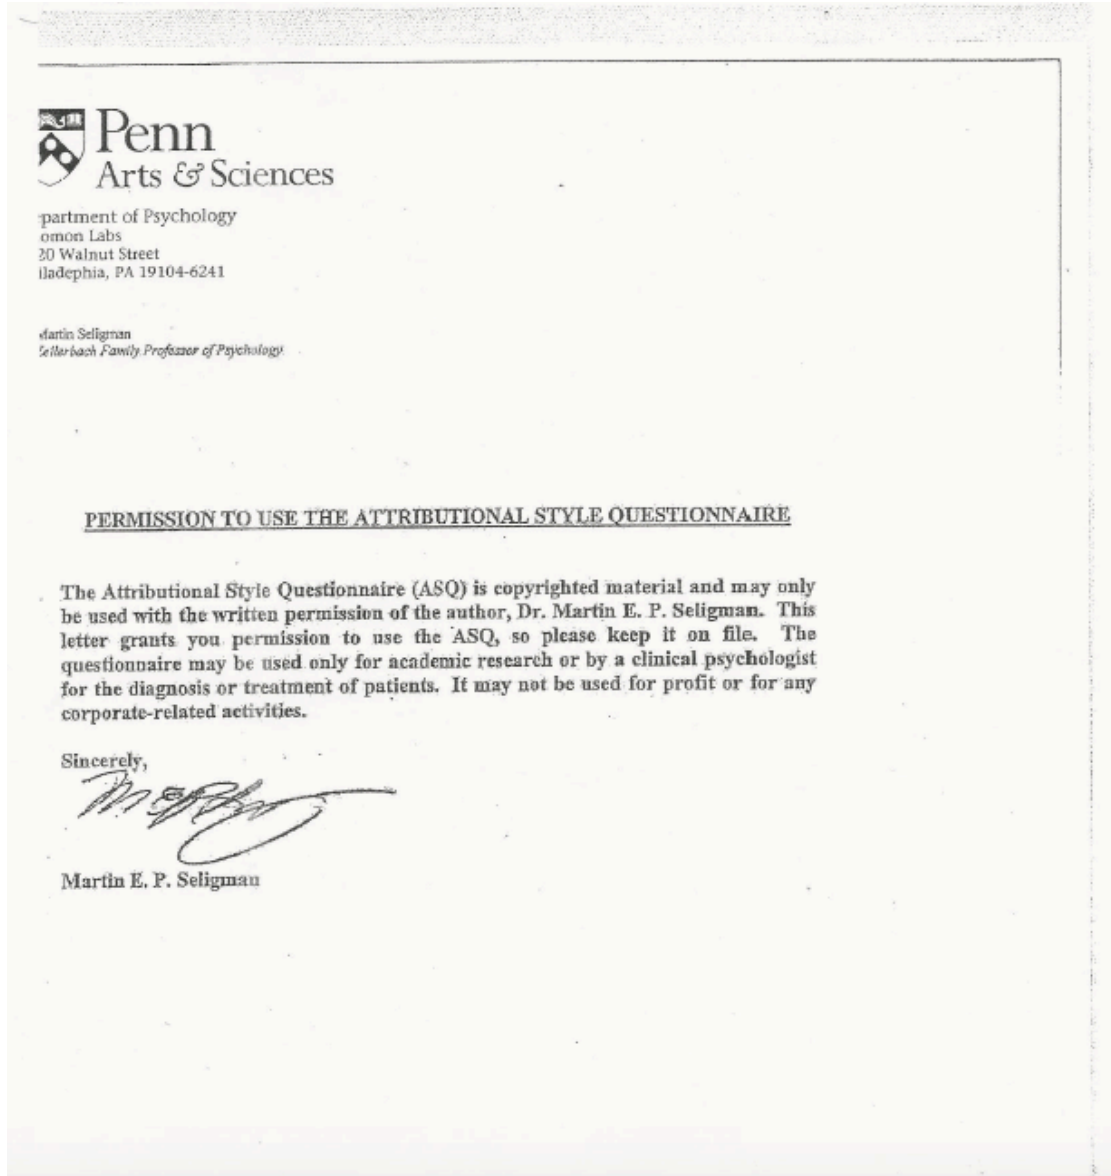 Penn
Arts & Sciences
partment of Psychology
omon Labs
20 Walnut Street
iladephia, PA 19104-6241
Martin Seligman
Zellerbach Family Professor of Psychology
PERMISSION TO USE THE ATTRIBUTIONAL STYLE QUESTIONNAIRE
The Attributional Style Questionnaire (ASQ) is copyrighted material and may only
be used with the written permission of the author, Dr. Martin E. P. Seligman. This
letter grants you permission to use the ASQ, so please keep it on file. The
questionnaire may be used only for academic research or by a clinical psychologist
for the diagnosis or treatment of patients. It may not be used for profit or for any
corporate-related activities.
Sincerely,
Martin E. P. Seligman